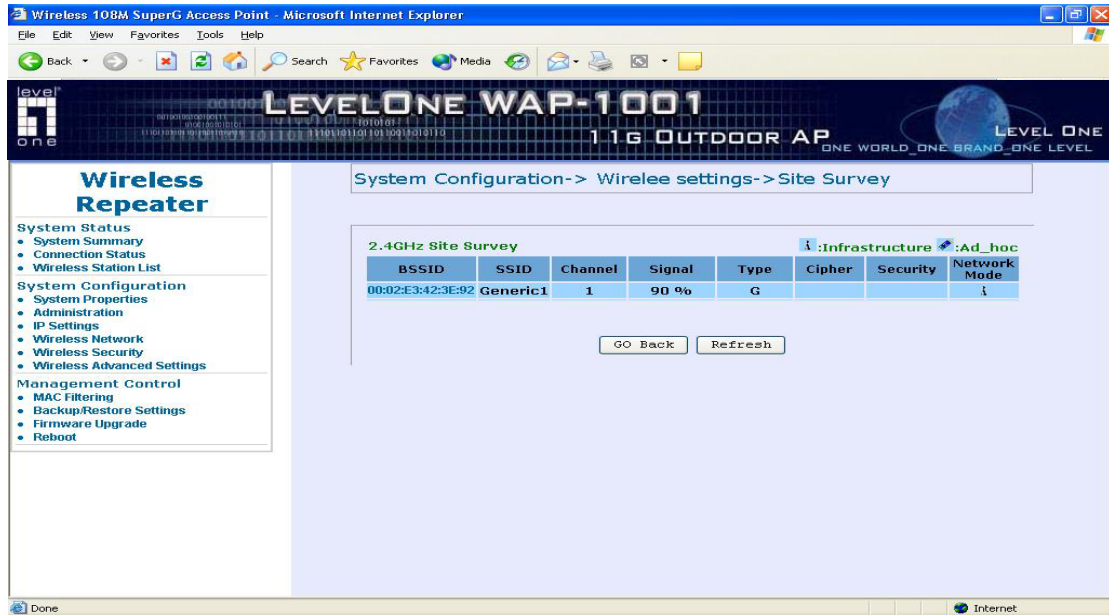 Wireless 108M SuperG Access Point - Microsoft Internet Explorer
File Edit View Favorites Tools Help
Back Search Favorites Media
level one
LEVELONE WAP-1001
11G OUTDOOR AP
LEVEL ONE
ONE WORLD_ONE BRAND_ONE LEVEL
Wireless
Repeater
System Status
System Summary
Connection Status
Wireless Station List
System Configuration
System Properties
Administration
IP Settings
Wireless Network
Wireless Security
Wireless Advanced Settings
Management Control
MAC Filtering
Backup/Restore Settings
Firmware Upgrade
Reboot
System Configuration-> Wirelee settings->Site Survey
2.4GHz Site Survey :Infrastructure :Ad_hoc
BSSID SSID Channel Signal Type Cipher Security Network Mode
00:02:E3:42:3E:92 Generic1 1 90 % G
GO Back Refresh
Done Internet